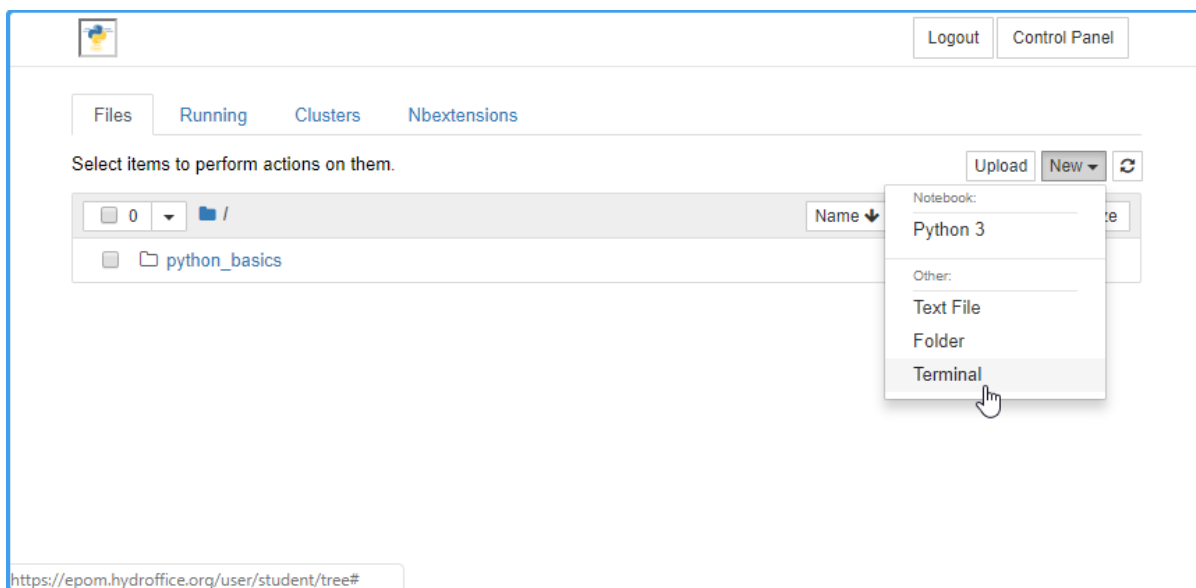 Logout Control Panel
Files Running Clusters Nbextensions
Select items to perform actions on them.
Upload New
0 / Name ze
Notebook:
Python 3
python_basics
Other:
Text File
Folder
Terminal
https://epom.hydroffice.org/user/student/tree#